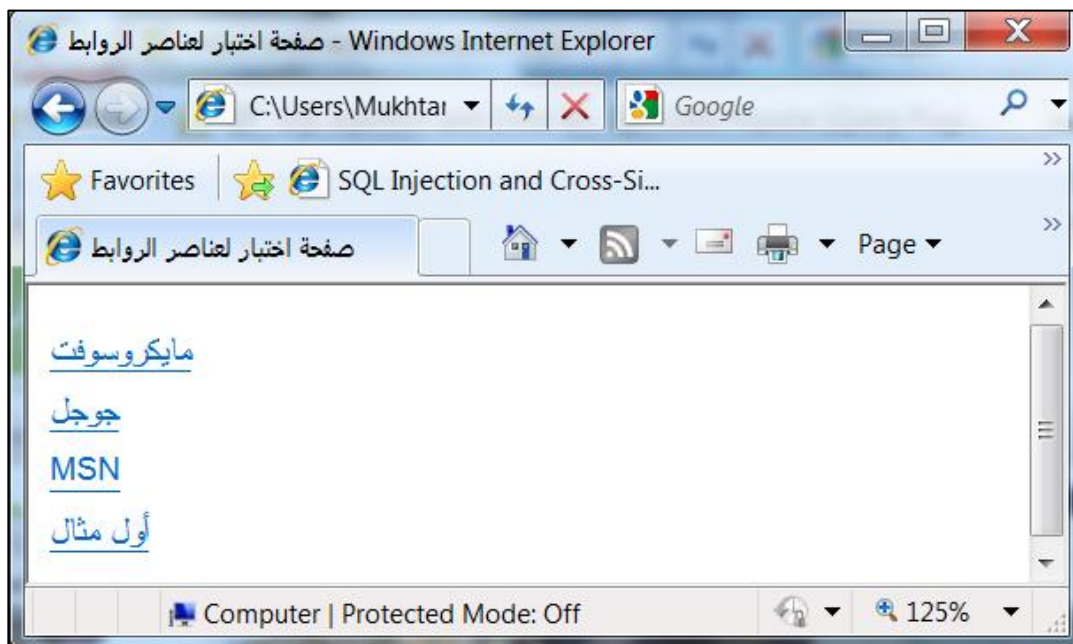 صفحة اختبار لعناصر الروابط - Windows Internet Explorer
C:\Users\Mukhtar
Google
Favorites
SQL Injection and Cross-Si...
صفحة اختبار لعناصر الروابط
Page
مايكروسوفت
جوجل
MSN
أول مثال
Computer | Protected Mode: Off
125%